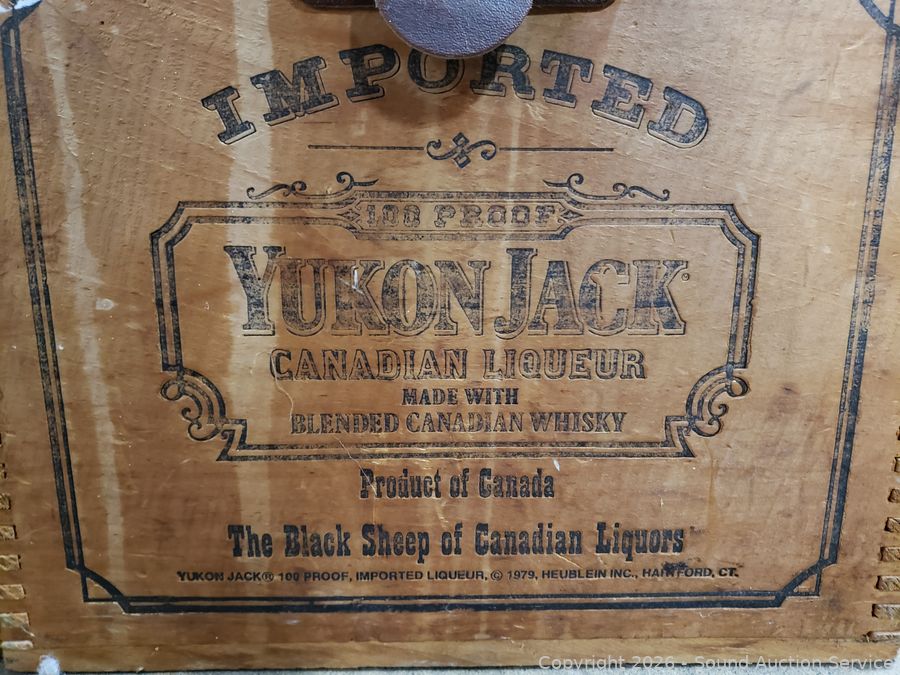 IMPORTED
100 PROOF
YUKON JACK®
CANADIAN LIQUEUR
MADE WITH
BLENDED CANADIAN WHISKY
Product of Canada
The Black Sheep of Canadian Liquors
YUKON JACK® 100 PROOF, IMPORTED LIQUEUR, © 1979, HEUBLEIN INC., HARTFORD, CT.
Copyright 2026 - Sound Auction Service